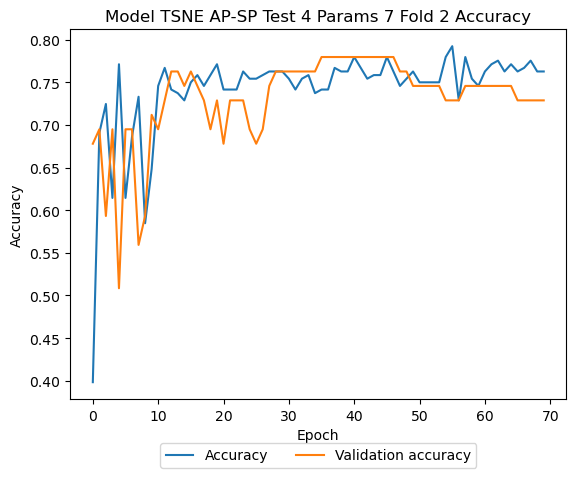 Model TSNE AP-SP Test 4 Params 7 Fold 2 Accuracy
0.80
0.75
0.70
0.65
0.60
0.55
0.50
0.45
0.40
Accuracy
0 10 20 30 40 50 60 70
Epoch
Accuracy Validation accuracy